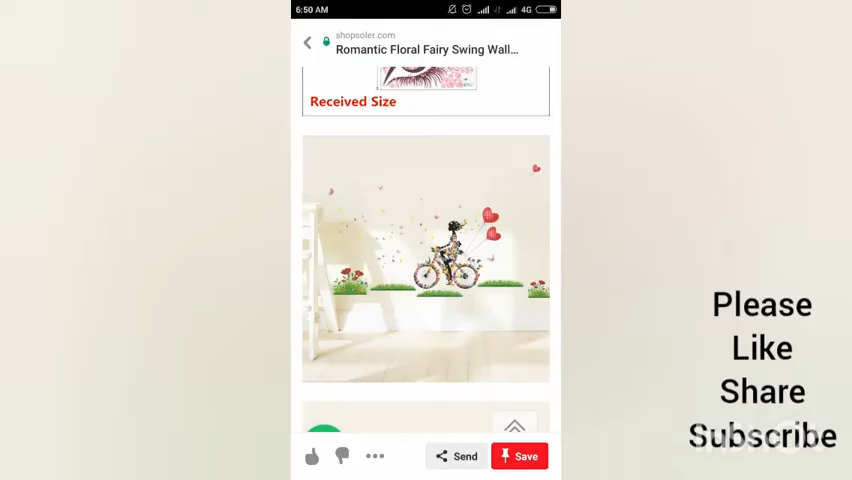 6:50 AM
4G
shopsoler.com
Romantic Floral Fairy Swing Wall...
Received Size
Send
Save
Please
Like
Share
Subscribe